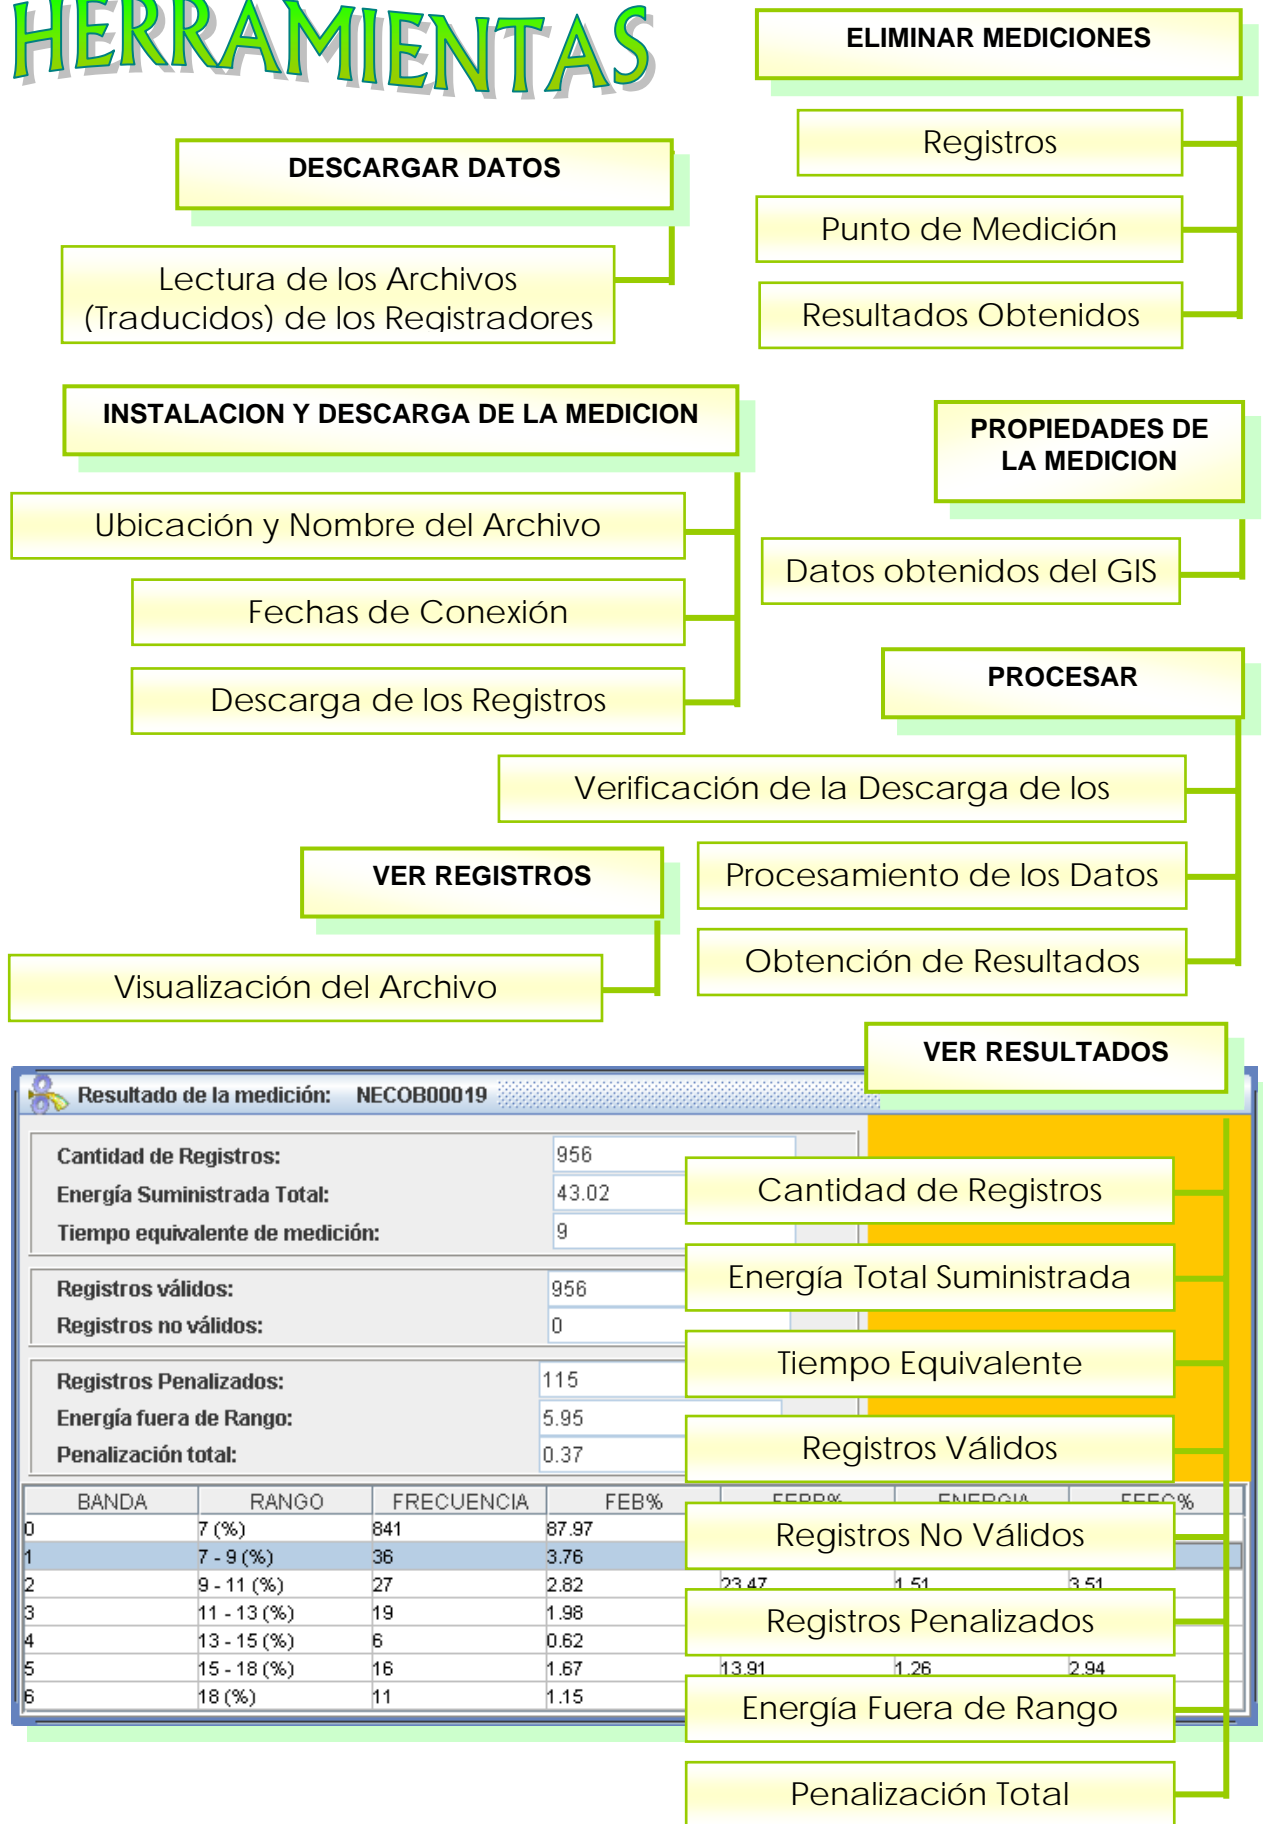 HERRAMIENTAS
ELIMINAR MEDICIONES
Registros
Punto de Medición
Resultados Obtenidos
DESCARGAR DATOS
Lectura de los Archivos
(Traducidos) de los Registradores
INSTALACION Y DESCARGA DE LA MEDICION
Ubicación y Nombre del Archivo
Fechas de Conexión
Descarga de los Registros
PROPIEDADES DE
LA MEDICION
Datos obtenidos del GIS
PROCESAR
Verificación de la Descarga de los
Procesamiento de los Datos
Obtención de Resultados
VER REGISTROS
Visualización del Archivo
VER RESULTADOS
Cantidad de Registros
Energía Total Suministrada
Tiempo Equivalente
Registros Válidos
Registros No Válidos
Registros Penalizados
Energía Fuera de Rango
Penalización Total
Resultado de la medición: NECOB00019
Cantidad de Registros: 956
Energía Suministrada Total: 43.02
Tiempo equivalente de medición: 9
Registros válidos: 956
Registros no válidos: 0
Registros Penalizados: 115
Energía fuera de Rango: 5.95
Penalización total: 0.37
BANDA RANGO FRECUENCIA FEB% FEBP% ENERGIA FEEC%
0 7 (%) 841 87.97
1 7 - 9 (%) 36 3.76
2 9 - 11 (%) 27 2.82 23.47 1.51 3.51
3 11 - 13 (%) 19 1.98
4 13 - 15 (%) 6 0.62
5 15 - 18 (%) 16 1.67 13.91 1.26 2.94
6 18 (%) 11 1.15